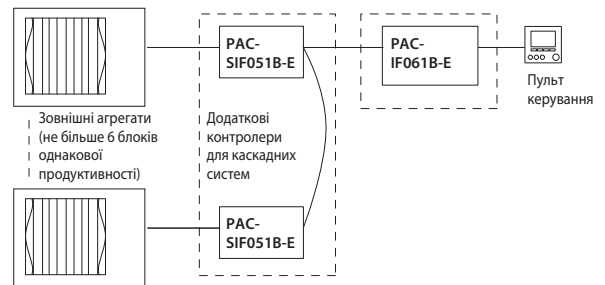 PAC-
SIF051B-E
PAC-
IF061B-E
Пульт
керування
Зовнішні агрегати
(не більше 6 блоків
однакової
продуктивності)
Додаткові
контролери
для каскадних
систем
PAC-
SIF051B-E